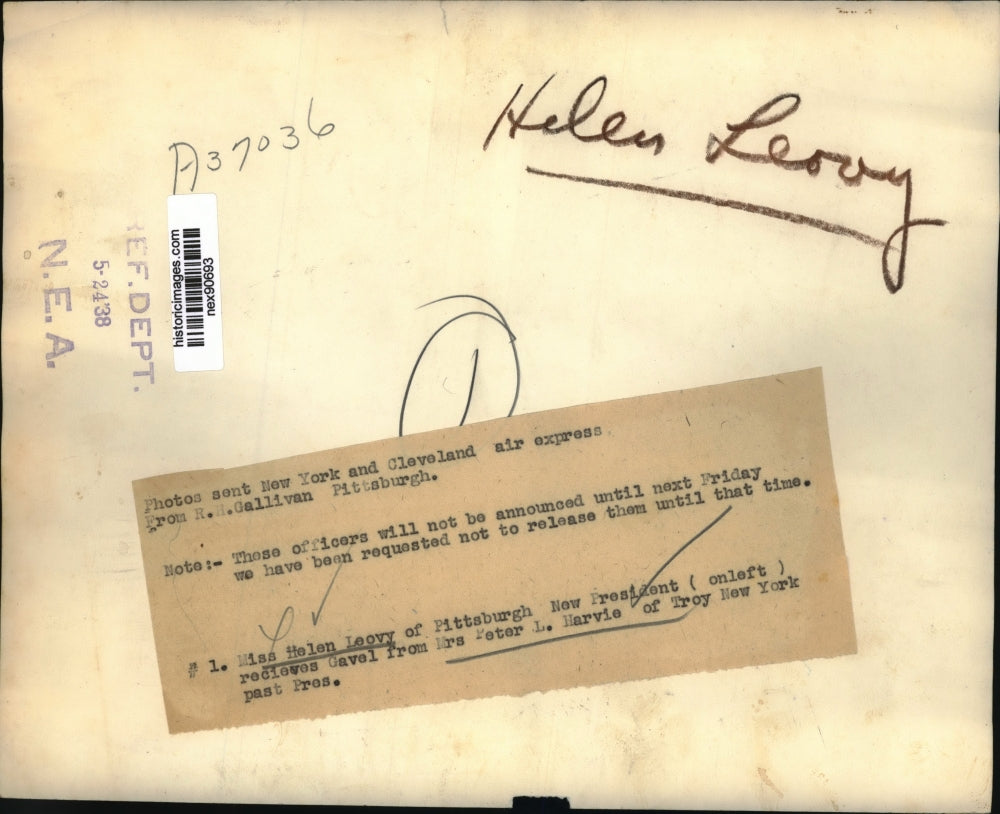 Helen Leovy
A37036
N.E.A.
5-24'38
REF. DEPT.
historicimages.com
nex90693
1
Photos sent New York and Cleveland air express
From R.H.Gallivan Pittsburgh.
Note:- These officers will not be announced until next Friday
we have been requested not to release them until that time.
# 1. Miss Helen Leovy of Pittsburgh New President ( onleft )
recieves Gavel from Mrs Peter L. Harvie of Troy New York
past Pres.